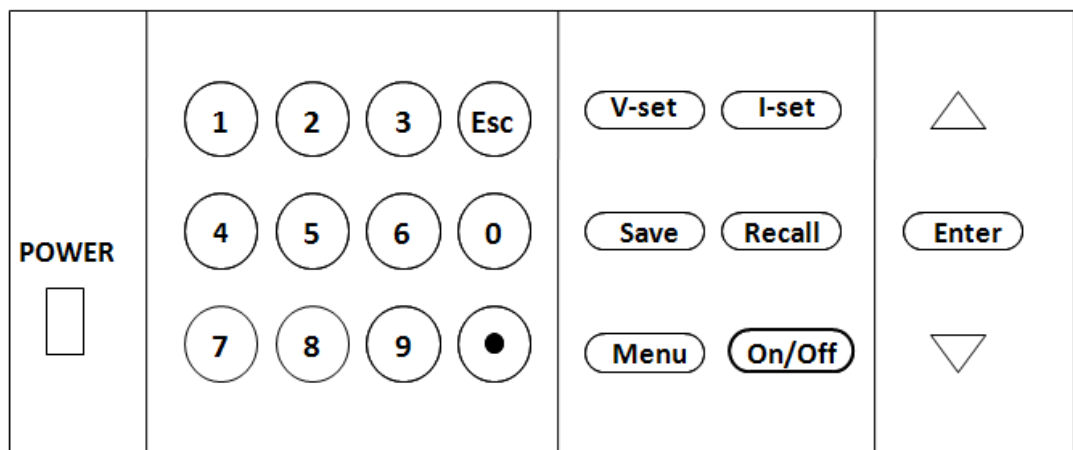 1 2 3 Esc V-set I-set
4 5 6 0 Save Recall Enter
POWER
7 8 9 Menu On/Off